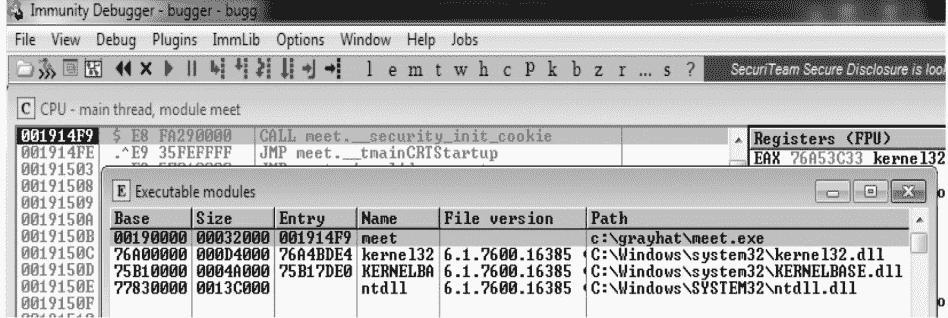 Immunity Debugger - bugger - bugg
File View Debug Plugins ImmLib Options Window Help Jobs
l e m t w h c P k b z r ... s ? SecuriTeam Secure Disclosure is loo
C CPU - main thread, module meet
001914F9 $ E8 FA290000 CALL meet.__security_init_cookie
001914FE .^E9 35FEFFFF JMP meet.__tmainCRTStartup
Registers (FPU)
EAX 76A53C33 kernel32
00191503
00191508
00191509
0019150A
0019150B
0019150C
0019150D
0019150E
0019150F
E Executable modules
Base Size Entry Name File version Path
00190000 00032000 001914F9 meet c:\grayhat\meet.exe
76A00000 000D4000 76A4BDE4 kernel32 6.1.7600.16385 C:\Windows\system32\kernel32.dll
75B10000 0004A000 75B17DE0 KERNELBA 6.1.7600.16385 C:\Windows\system32\KERNELBASE.dll
77830000 0013C000 ntdll 6.1.7600.16385 C:\Windows\SYSTEM32\ntdll.dll